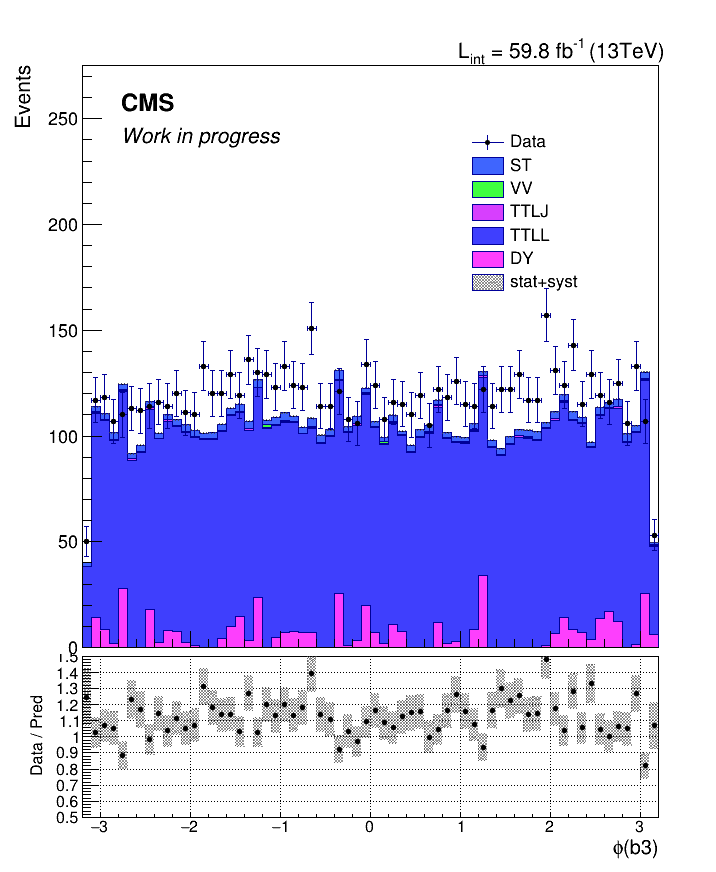 L_int = 59.8 fb^-1 (13TeV)
Events
CMS
Work in progress
Data
ST
VV
TTLJ
TTLL
DY
stat+syst
250
200
150
100
50
0
Data / Pred
1.5
1.4
1.3
1.2
1.1
1
0.9
0.8
0.7
0.6
0.5
−3 −2 −1 0 1 2 3
ϕ(b3)